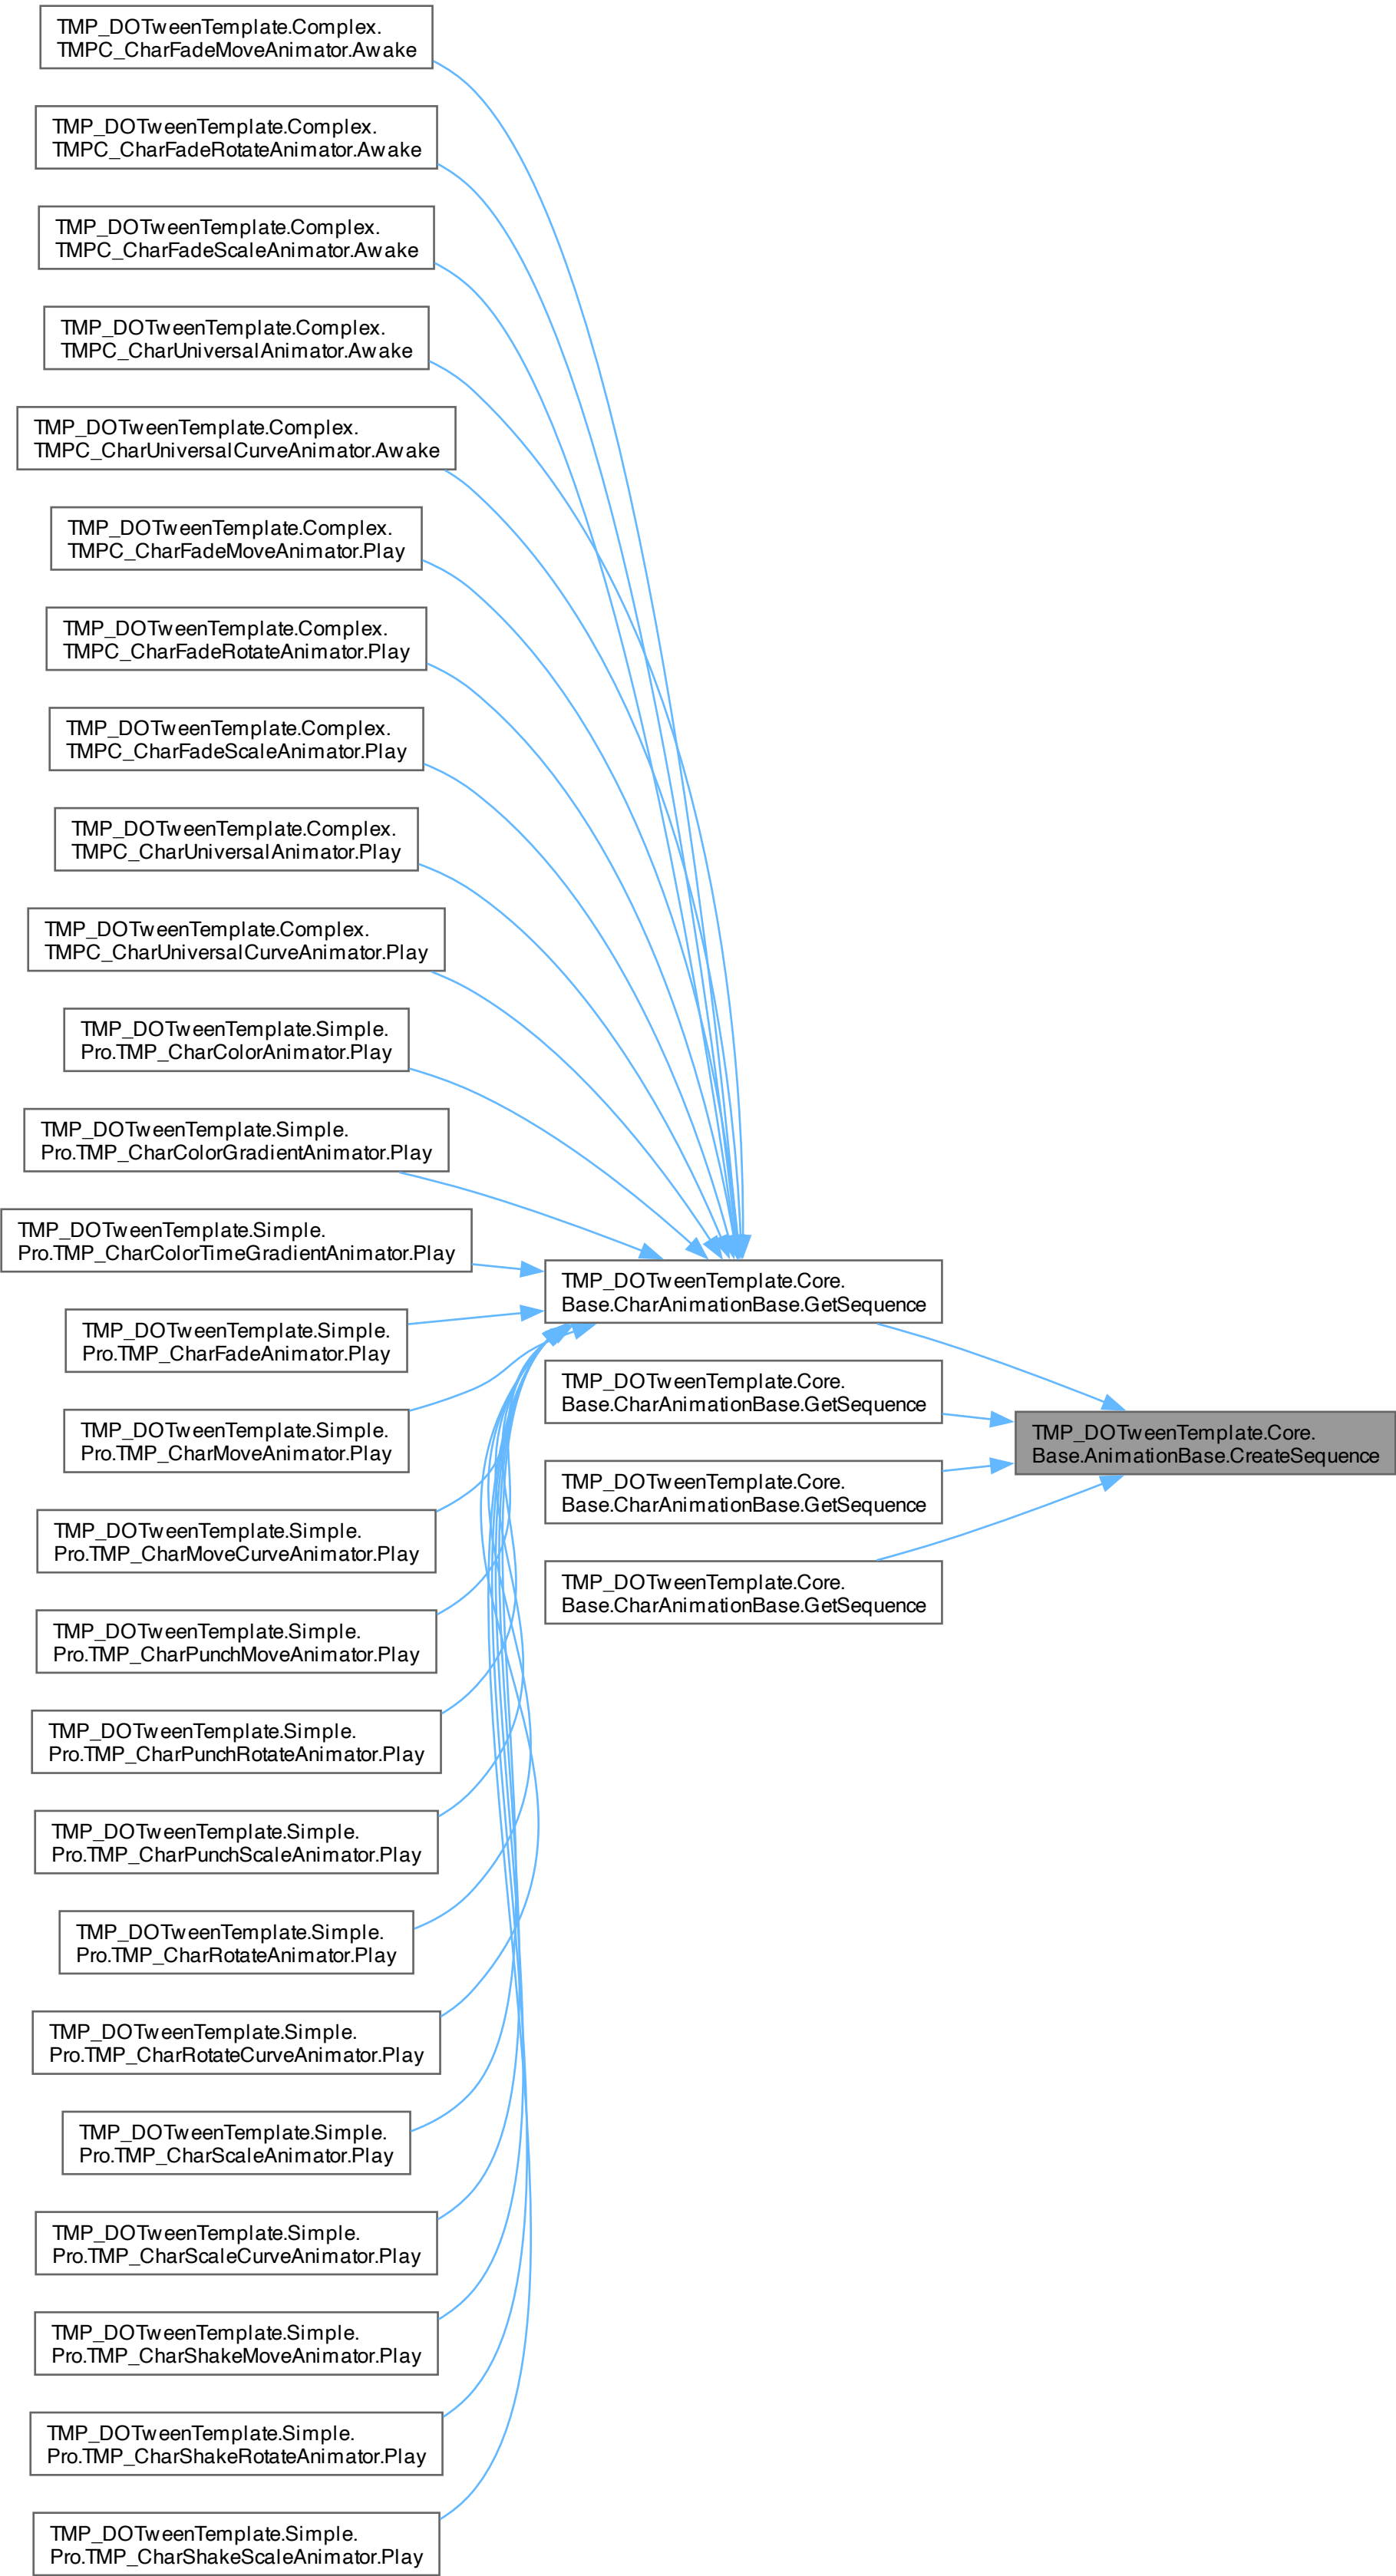 TMP_DOTweenTemplate.Complex.
TMPC_CharFadeMoveAnimator.Awake
TMP_DOTweenTemplate.Complex.
TMPC_CharFadeRotateAnimator.Awake
TMP_DOTweenTemplate.Complex.
TMPC_CharFadeScaleAnimator.Awake
TMP_DOTweenTemplate.Complex.
TMPC_CharUniversalAnimator.Awake
TMP_DOTweenTemplate.Complex.
TMPC_CharUniversalCurveAnimator.Awake
TMP_DOTweenTemplate.Complex.
TMPC_CharFadeMoveAnimator.Play
TMP_DOTweenTemplate.Complex.
TMPC_CharFadeRotateAnimator.Play
TMP_DOTweenTemplate.Complex.
TMPC_CharFadeScaleAnimator.Play
TMP_DOTweenTemplate.Complex.
TMPC_CharUniversalAnimator.Play
TMP_DOTweenTemplate.Complex.
TMPC_CharUniversalCurveAnimator.Play
TMP_DOTweenTemplate.Simple.
Pro.TMP_CharColorAnimator.Play
TMP_DOTweenTemplate.Simple.
Pro.TMP_CharColorGradientAnimator.Play
TMP_DOTweenTemplate.Simple.
Pro.TMP_CharColorTimeGradientAnimator.Play
TMP_DOTweenTemplate.Simple.
Pro.TMP_CharFadeAnimator.Play
TMP_DOTweenTemplate.Simple.
Pro.TMP_CharMoveAnimator.Play
TMP_DOTweenTemplate.Simple.
Pro.TMP_CharMoveCurveAnimator.Play
TMP_DOTweenTemplate.Simple.
Pro.TMP_CharPunchMoveAnimator.Play
TMP_DOTweenTemplate.Simple.
Pro.TMP_CharPunchRotateAnimator.Play
TMP_DOTweenTemplate.Simple.
Pro.TMP_CharPunchScaleAnimator.Play
TMP_DOTweenTemplate.Simple.
Pro.TMP_CharRotateAnimator.Play
TMP_DOTweenTemplate.Simple.
Pro.TMP_CharRotateCurveAnimator.Play
TMP_DOTweenTemplate.Simple.
Pro.TMP_CharScaleAnimator.Play
TMP_DOTweenTemplate.Simple.
Pro.TMP_CharScaleCurveAnimator.Play
TMP_DOTweenTemplate.Simple.
Pro.TMP_CharShakeMoveAnimator.Play
TMP_DOTweenTemplate.Simple.
Pro.TMP_CharShakeRotateAnimator.Play
TMP_DOTweenTemplate.Simple.
Pro.TMP_CharShakeScaleAnimator.Play
TMP_DOTweenTemplate.Core.
Base.CharAnimationBase.GetSequence
TMP_DOTweenTemplate.Core.
Base.CharAnimationBase.GetSequence
TMP_DOTweenTemplate.Core.
Base.CharAnimationBase.GetSequence
TMP_DOTweenTemplate.Core.
Base.CharAnimationBase.GetSequence
TMP_DOTweenTemplate.Core.
Base.AnimationBase.CreateSequence